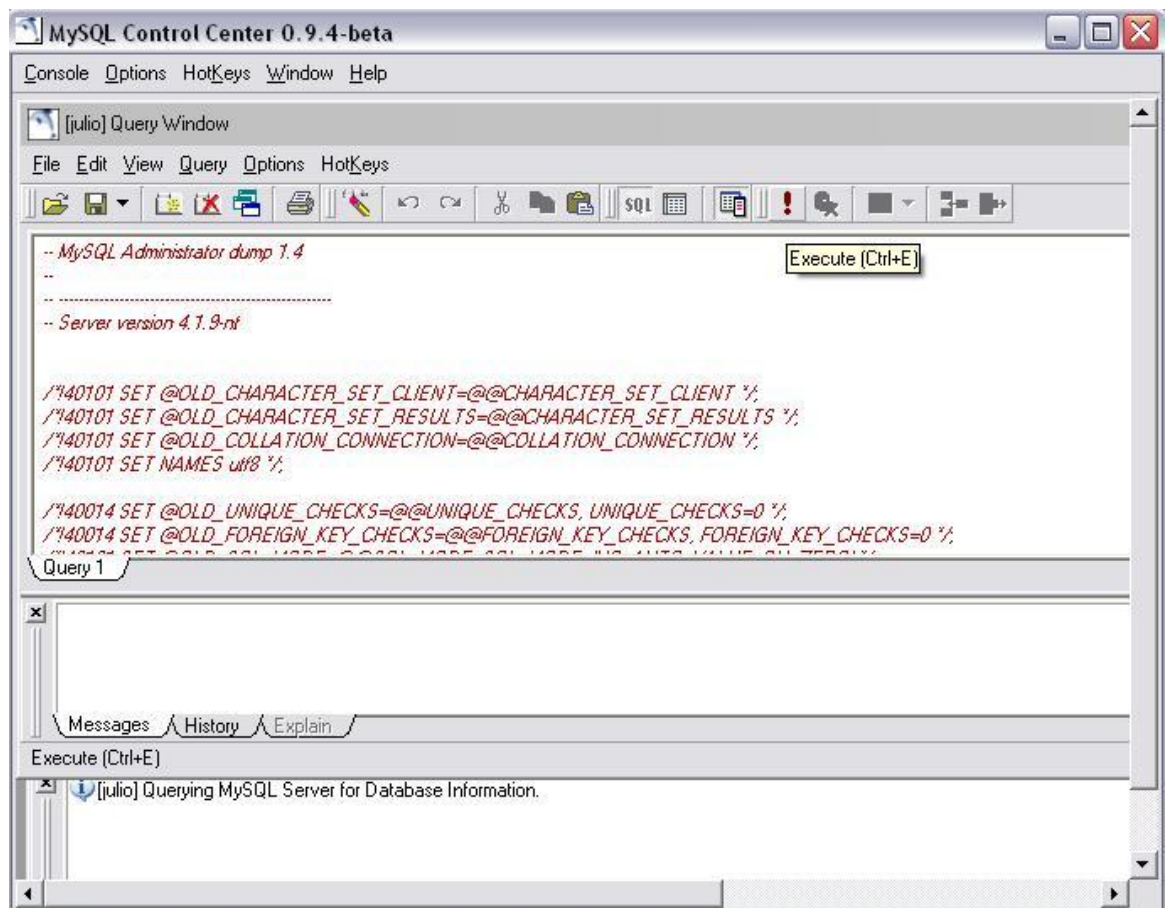 MySQL Control Center 0.9.4-beta
Console Options HotKeys Window Help
[julio] Query Window
File Edit View Query Options HotKeys
SQL
-- MySQL Administrator dump 1.4
--
-- ------------------------------------------------------
-- Server version 4.1.9-nt
Execute (Ctrl+E)
/*!40101 SET @OLD_CHARACTER_SET_CLIENT=@@CHARACTER_SET_CLIENT */;
/*!40101 SET @OLD_CHARACTER_SET_RESULTS=@@CHARACTER_SET_RESULTS */;
/*!40101 SET @OLD_COLLATION_CONNECTION=@@COLLATION_CONNECTION */;
/*!40101 SET NAMES utf8 */;
/*!40014 SET @OLD_UNIQUE_CHECKS=@@UNIQUE_CHECKS, UNIQUE_CHECKS=0 */;
/*!40014 SET @OLD_FOREIGN_KEY_CHECKS=@@FOREIGN_KEY_CHECKS, FOREIGN_KEY_CHECKS=0 */;
Query 1
Messages History Explain
Execute (Ctrl+E)
[julio] Querying MySQL Server for Database Information.